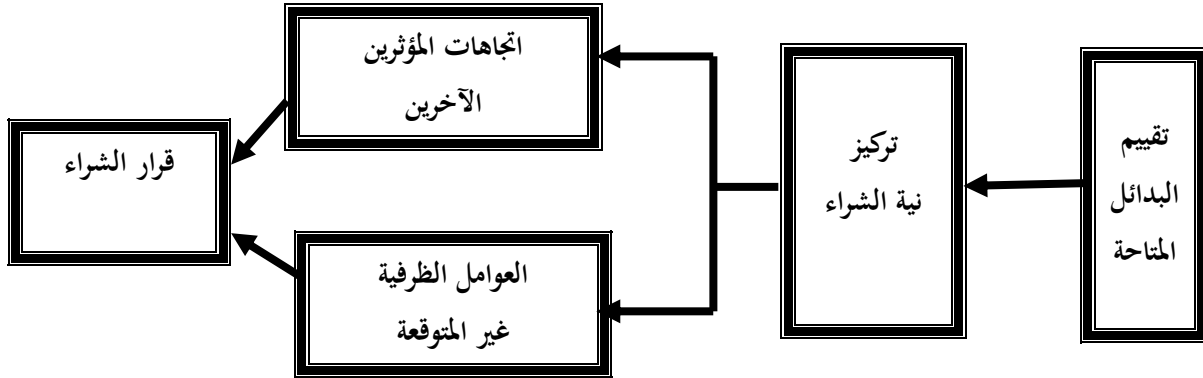 تقييم
البدائل
المتاحة
تركيز
نية الشراء
اتجاهات المؤثرين
الآخرين
العوامل الظرفية
غير المتوقعة
قرار الشراء